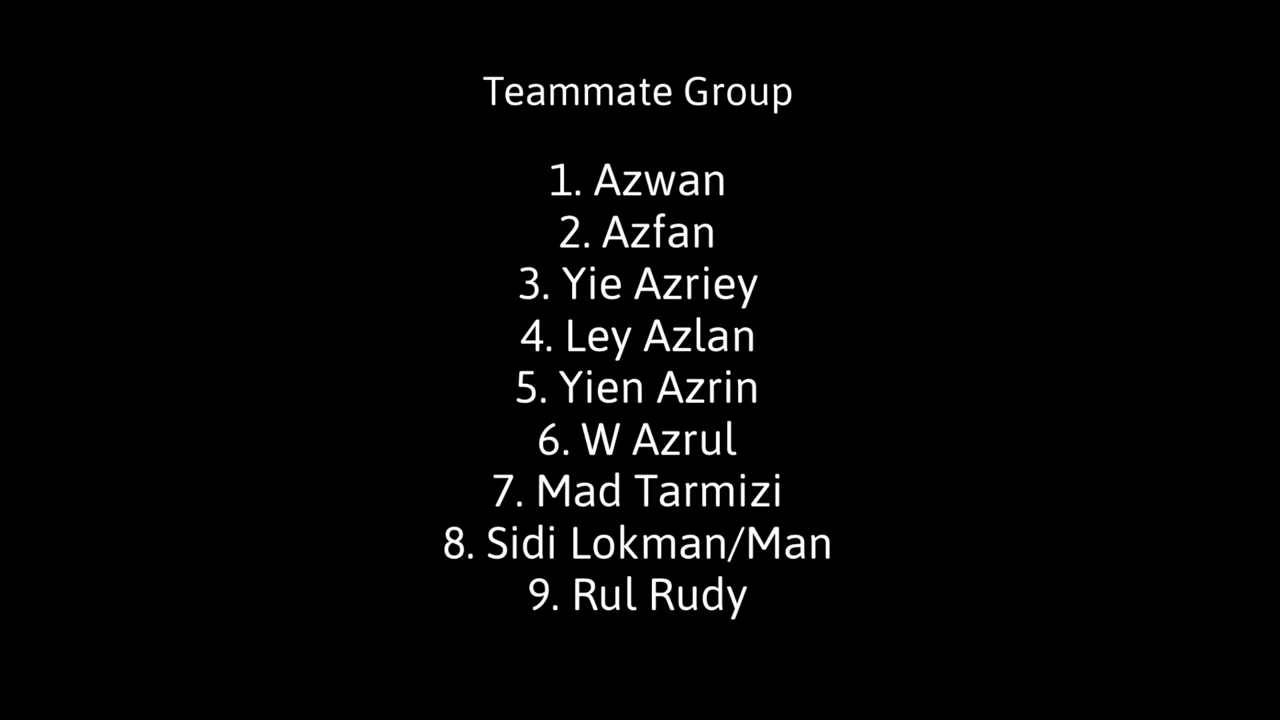 Teammate Group
1. Azwan
2. Azfan
3. Yie Azriey
4. Ley Azlan
5. Yien Azrin
6. W Azrul
7. Mad Tarmizi
8. Sidi Lokman/Man
9. Rul Rudy